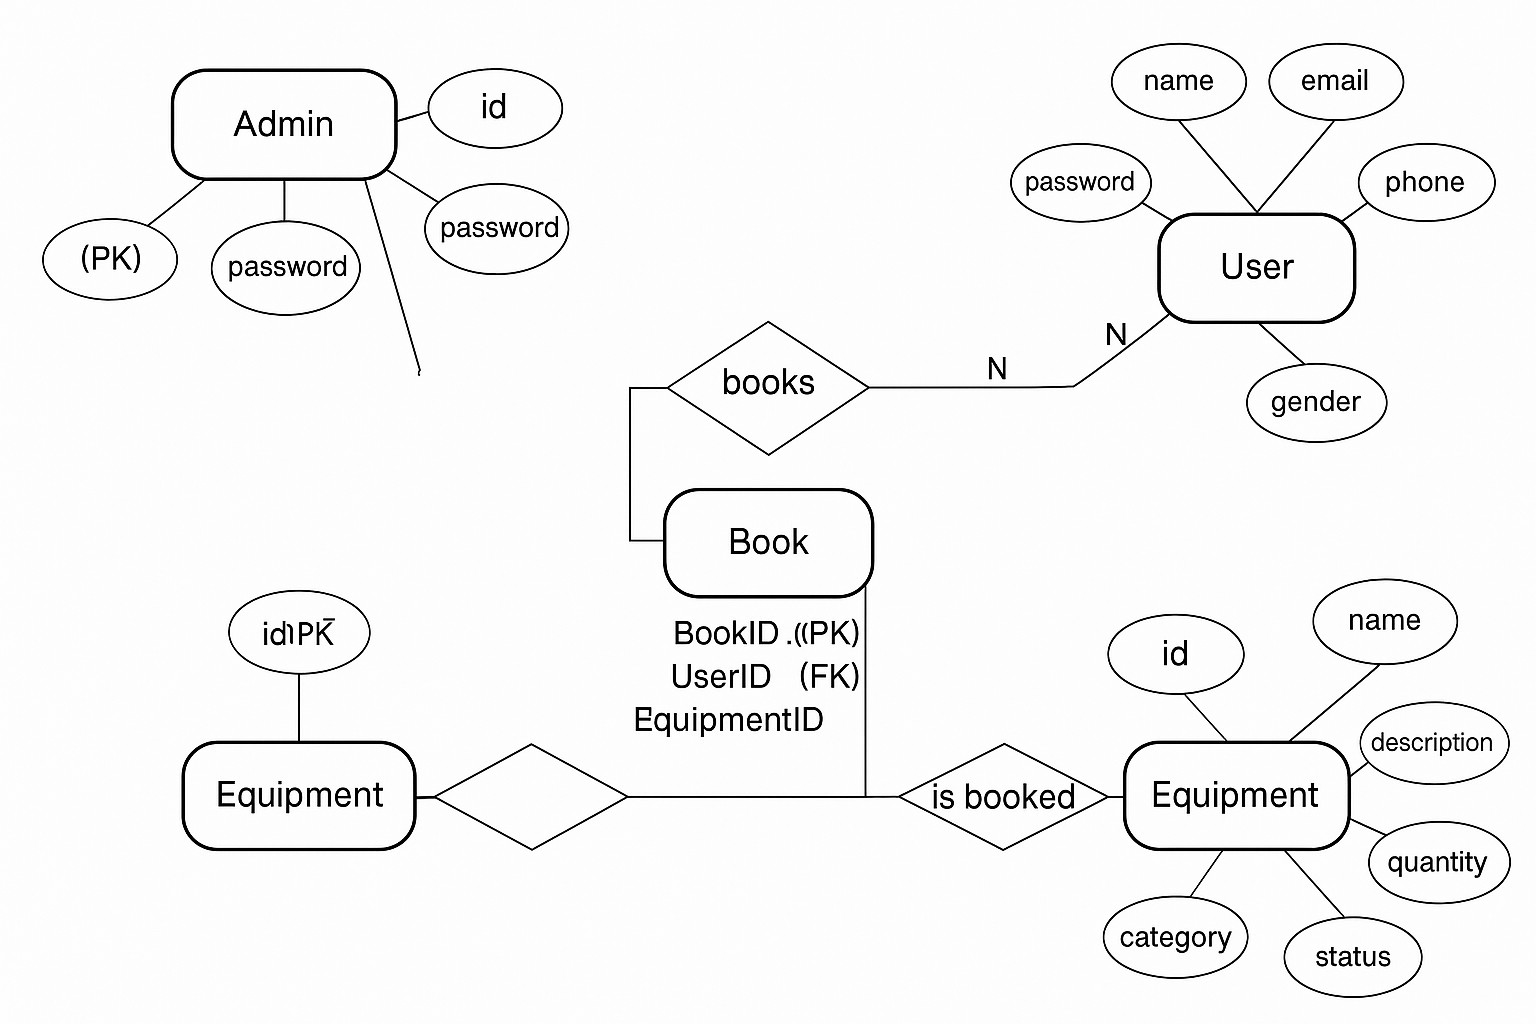 Admin
id
(PK)
password
password
name
email
password
phone
User
gender
books
N
N
Book
BookID .((PK)
UserID (FK)
EquipmentID
Equipment
is booked
Equipment
id
name
description
quantity
category
status